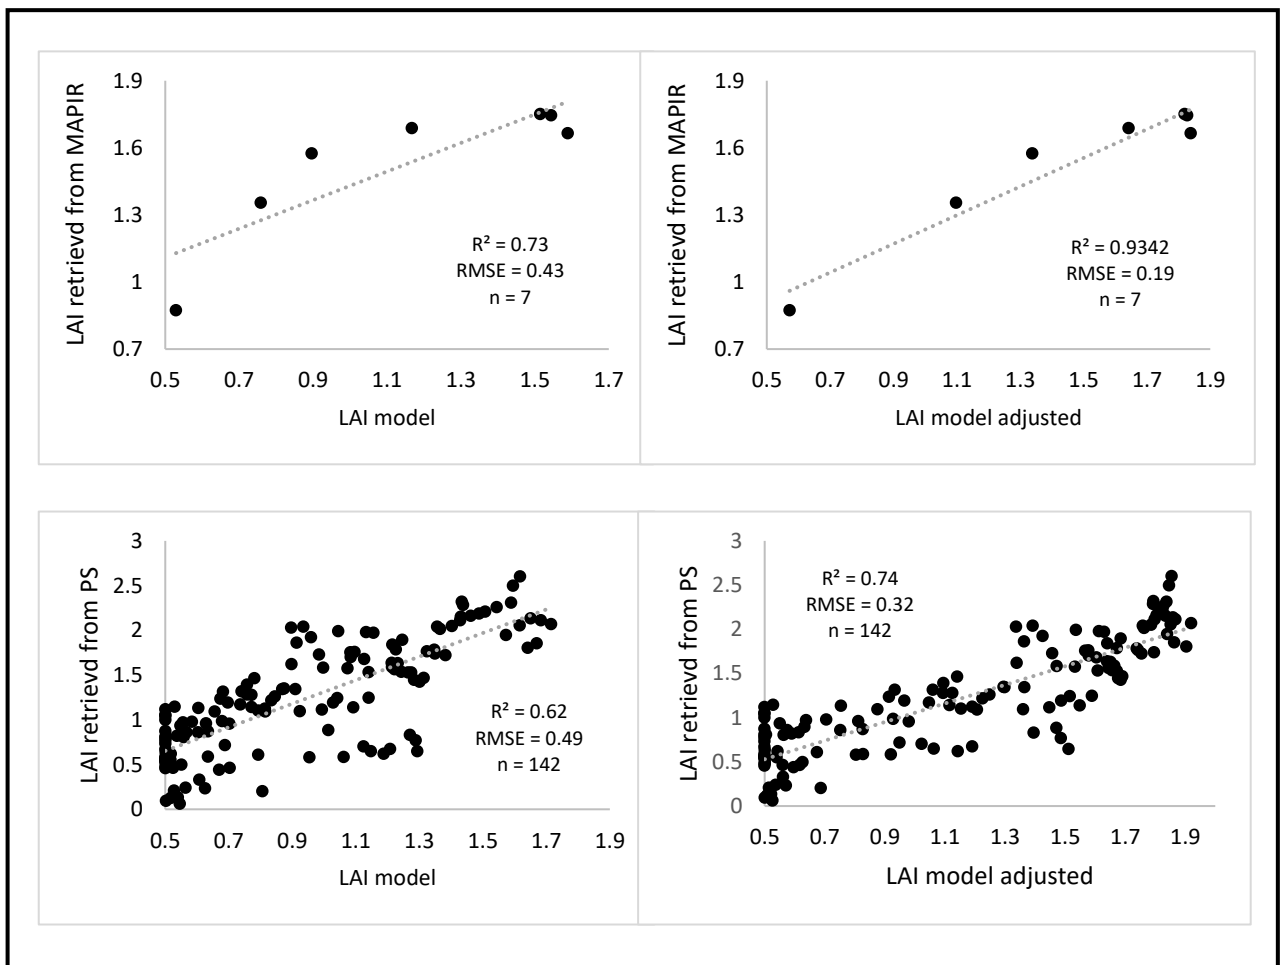 LAI retrievd from MAPIR
1.9
1.6
1.3
1
0.7
R² = 0.73
RMSE = 0.43
n = 7
0.5 0.7 0.9 1.1 1.3 1.5 1.7
LAI model
LAI retrievd from MAPIR
1.9
1.6
1.3
1
0.7
R² = 0.9342
RMSE = 0.19
n = 7
0.5 0.7 0.9 1.1 1.3 1.5 1.7 1.9
LAI model adjusted
LAI retrievd from PS
3
2.5
2
1.5
1
0.5
0
R² = 0.62
RMSE = 0.49
n = 142
0.5 0.7 0.9 1.1 1.3 1.5 1.7 1.9
LAI model
LAI retrievd from PS
3
2.5
2
1.5
1
0.5
0
R² = 0.74
RMSE = 0.32
n = 142
0.5 0.7 0.9 1.1 1.3 1.5 1.7 1.9
LAI model adjusted